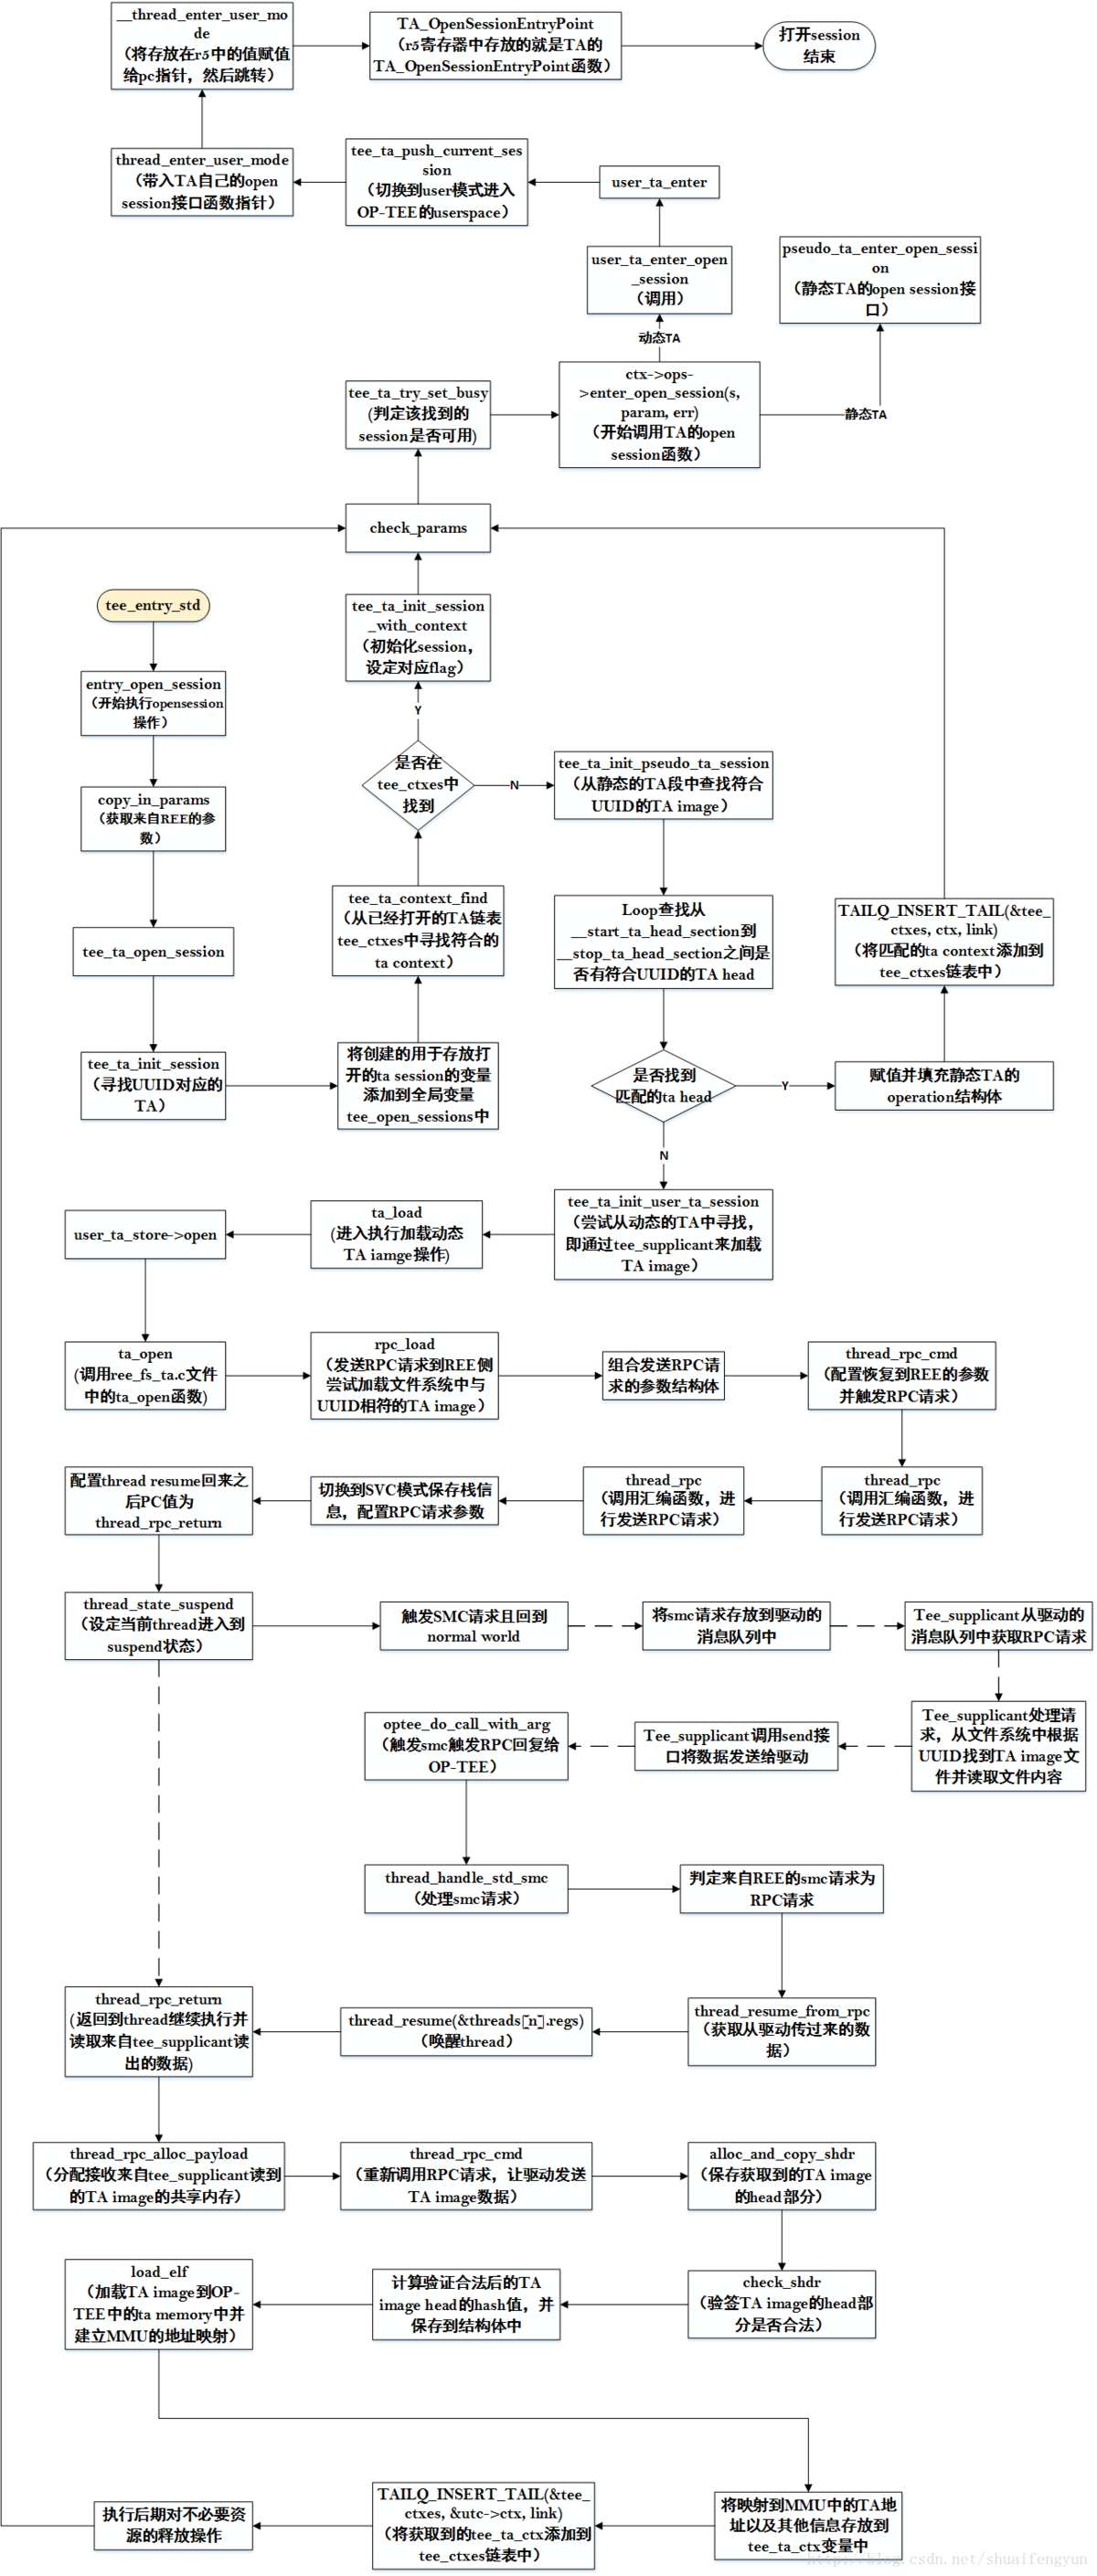 __thread_enter_user_mo
de
（将存放在r5中的值赋值
给pc指针，然后跳转）
TA_OpenSessionEntryPoint
（r5寄存器中存放的就是TA的
TA_OpenSessionEntryPoint函数）
打开session
结束
thread_enter_user_mode
（带入TA自己的open
session接口函数指针）
tee_ta_push_current_ses
sion
（切换到user模式进入
OP-TEE的userspace）
user_ta_enter
user_ta_enter_open
_session
（调用）
pseudo_ta_enter_open_sessi
on
（静态TA的open session接
口）
动态TA
tee_ta_try_set_busy
(判定该找到的
session是否可用)
ctx->ops-
>enter_open_session(s,
param, err)
（开始调用TA的open
session函数）
静态TA
check_params
tee_entry_std
tee_ta_init_session
_with_context
（初始化session，
设定对应flag）
entry_open_session
（开始执行opensession
操作）
Y
是否在
tee_ctxes中
找到
N
tee_ta_init_pseudo_ta_session
（从静态的TA段中查找符合
UUID的TA image）
copy_in_params
（获取来自REE的参
数）
tee_ta_context_find
（从已经打开的TA链表
tee_ctxes中寻找符合的
ta context）
Loop查找从
__start_ta_head_section到
__stop_ta_head_section之间是
否有符合UUID的TA head
TAILQ_INSERT_TAIL(&tee_
ctxes, ctx, link)
（将匹配的ta context添加到
tee_ctxes链表中）
tee_ta_open_session
tee_ta_init_session
（寻找UUID对应的
TA）
将创建的用于存放打
开的ta session的变量
添加到全局变量
tee_open_sessions中
是否找到
匹配的ta head
Y
赋值并填充静态TA的
operation结构体
N
tee_ta_init_user_ta_session
（尝试从动态的TA中寻找，
即通过tee_supplicant来加载
TA image）
ta_load
(进入执行加载动态
TA iamge操作)
user_ta_store->open
ta_open
(调用ree_fs_ta.c文件
中的ta_open函数)
rpc_load
（发送RPC请求到REE侧
尝试加载文件系统中与
UUID相符的TA image）
组合发送RPC请
求的参数结构体
thread_rpc_cmd
（配置恢复到REE的参数
并触发RPC请求）
配置thread resume回来之
后PC值为
thread_rpc_return
切换到SVC模式保存栈信
息，配置RPC请求参数
thread_rpc
（调用汇编函数，进
行发送RPC请求）
thread_rpc
（调用汇编函数，进
行发送RPC请求）
thread_state_suspend
（设定当前thread进入到
suspend状态）
触发SMC请求且回到
normal world
将smc请求存放到驱动的
消息队列中
Tee_supplicant从驱动的
消息队列中获取RPC请求
optee_do_call_with_arg
（触发smc触发RPC回复给
OP-TEE）
Tee_supplicant调用send接
口将数据发送给驱动
Tee_supplicant处理请
求，从文件系统中根据
UUID找到TA image文
件并读取文件内容
thread_handle_std_smc
（处理smc请求）
判定来自REE的smc请求为
RPC请求
thread_rpc_return
(返回到thread继续执行并
读取来自tee_supplicant读
出的数据)
thread_resume(&threads[n].regs)
（唤醒thread）
thread_resume_from_rpc
（获取从驱动传过来的数
据）
thread_rpc_alloc_payload
（分配接收来自tee_supplicant读到
的TA image的共享内存）
thread_rpc_cmd
（重新调用RPC请求，让驱动发送
TA image数据）
alloc_and_copy_shdr
（保存获取到的TA image
的head部分）
load_elf
（加载TA image到OP-
TEE中的ta memory中并
建立MMU的地址映射）
计算验证合法后的TA
image head的hash值，并
保存到结构体中
check_shdr
（验签TA image的head部
分是否合法）
执行后期对不必要资
源的释放操作
TAILQ_INSERT_TAIL(&tee_
ctxes, &utc->ctx, link)
（将获取到的tee_ta_ctx添加到
tee_ctxes链表中）
将映射到MMU中的TA地
址以及其他信息存放到
tee_ta_ctx变量中
http://blog.csdn.net/shuaifengyun